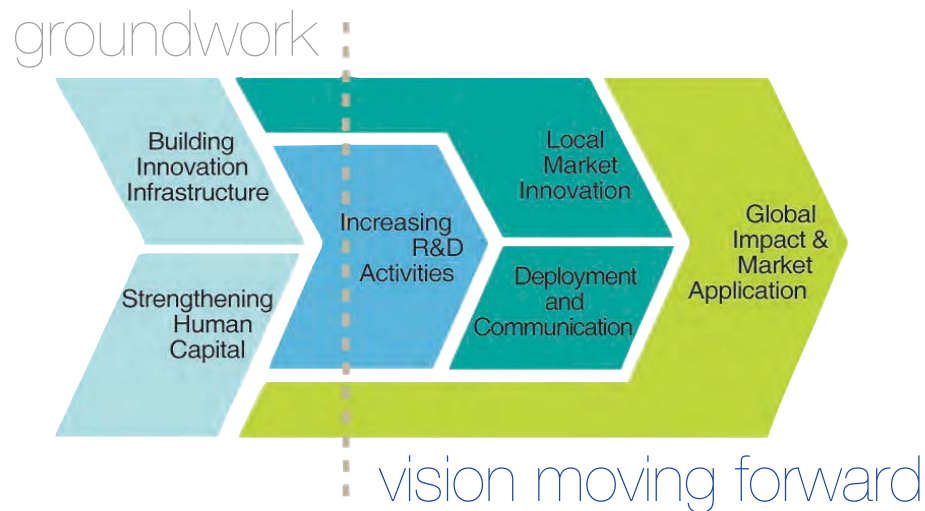 groundwork
Building
Innovation
Infrastructure
Strengthening
Human
Capital
Increasing
R&D
Activities
Local
Market
Innovation
Deployment
and
Communication
Global
Impact &
Market
Application
vision moving forward